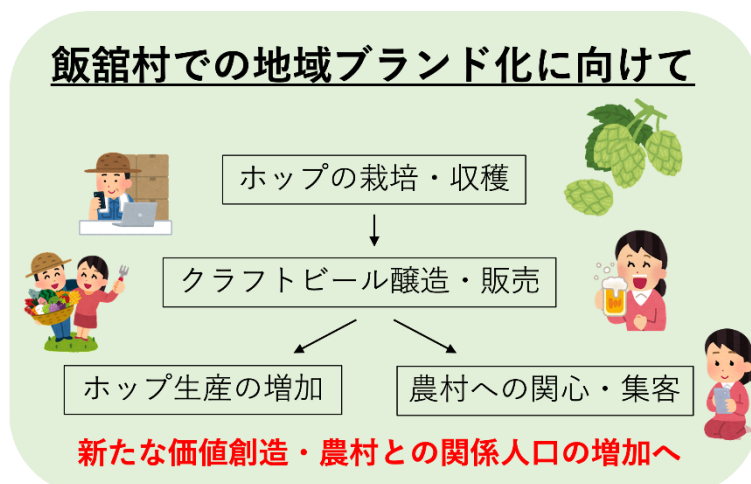 飯舘村での地域ブランド化に向けて
ホップの栽培・収穫
クラフトビール醸造・販売
ホップ生産の増加
農村への関心・集客
新たな価値創造・農村との関係人口の増加へ